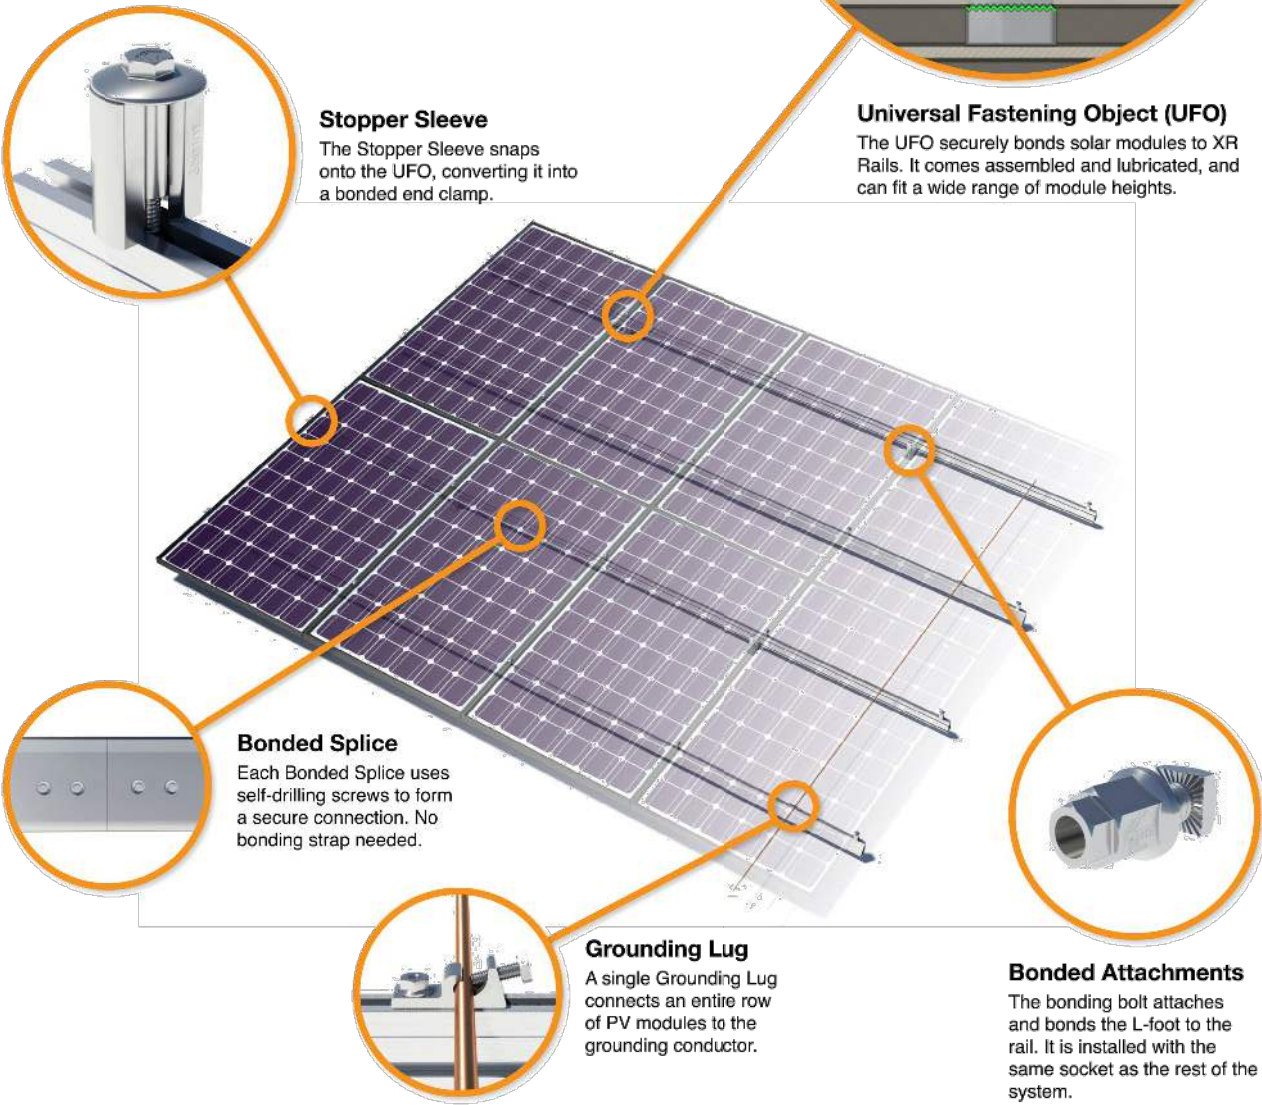 Stopper Sleeve
The Stopper Sleeve snaps
onto the UFO, converting it into
a bonded end clamp.
Universal Fastening Object (UFO)
The UFO securely bonds solar modules to XR
Rails. It comes assembled and lubricated, and
can fit a wide range of module heights.
Bonded Splice
Each Bonded Splice uses
self-drilling screws to form
a secure connection. No
bonding strap needed.
Grounding Lug
A single Grounding Lug
connects an entire row
of PV modules to the
grounding conductor.
Bonded Attachments
The bonding bolt attaches
and bonds the L-foot to the
rail. It is installed with the
same socket as the rest of the
system.